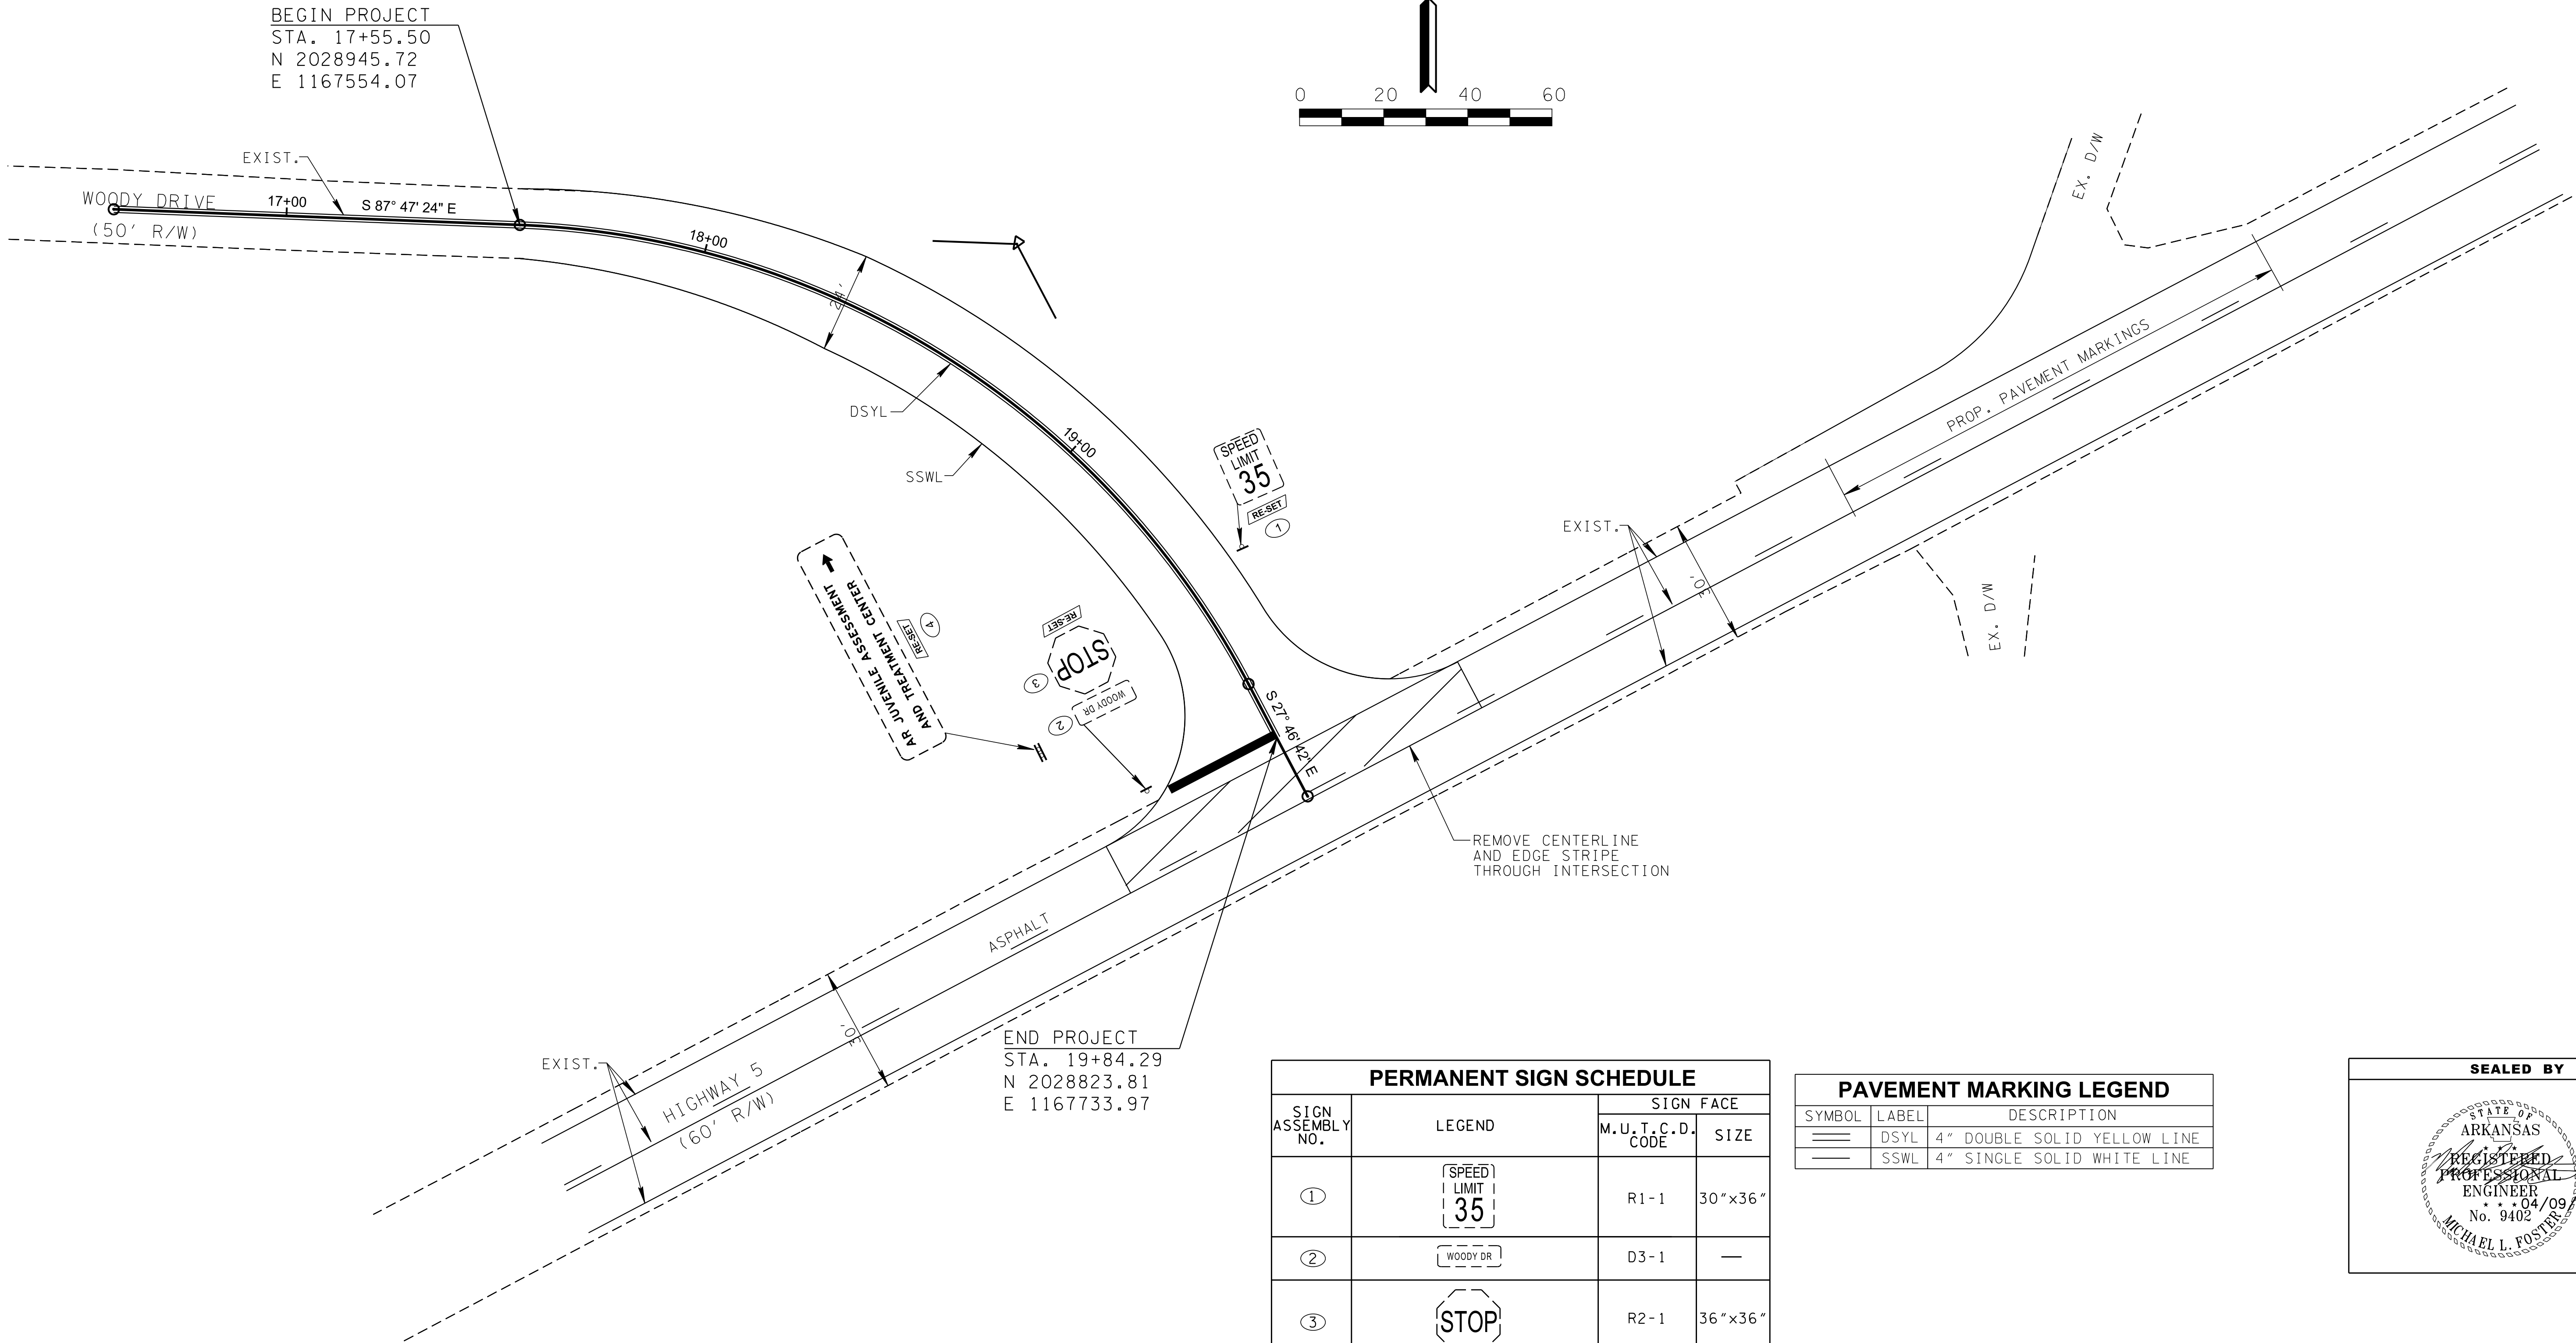 BEGIN PROJECT
STA. 17+55.50
N 2028945.72
E 1167554.07
0 20 40 60
EXIST.
WOODY DRIVE
(50' R/W)
17+00
S 87° 47' 24" E
18+00
24'
DSYL
SSWL
19+00
SPEED
LIMIT
35
RE-SET
1
EX. D/W
PROP. PAVEMENT MARKINGS
EXIST.
30'
EX. D/W
AR JUVENILE ASSESSMENT
AND TREATMENT CENTER
RE-SET
4
RE-SET
STOP
3
WOODY DR
2
S 27° 46' 42" E
REMOVE CENTERLINE
AND EDGE STRIPE
THROUGH INTERSECTION
ASPHALT
30'
EXIST.
HIGHWAY 5
(60' R/W)
END PROJECT
STA. 19+84.29
N 2028823.81
E 1167733.97
PERMANENT SIGN SCHEDULE
SIGN ASSEMBLY NO. LEGEND SIGN FACE
M.U.T.C.D. CODE SIZE
1 SPEED LIMIT 35 R1-1 30"x36"
2 WOODY DR D3-1 —
3 STOP R2-1 36"x36"
PAVEMENT MARKING LEGEND
SYMBOL LABEL DESCRIPTION
DSYL 4" DOUBLE SOLID YELLOW LINE
SSWL 4" SINGLE SOLID WHITE LINE
SEALED BY
STATE OF
ARKANSAS
REGISTERED
PROFESSIONAL
ENGINEER
04/09
No. 9402
MICHAEL L. FOSTER